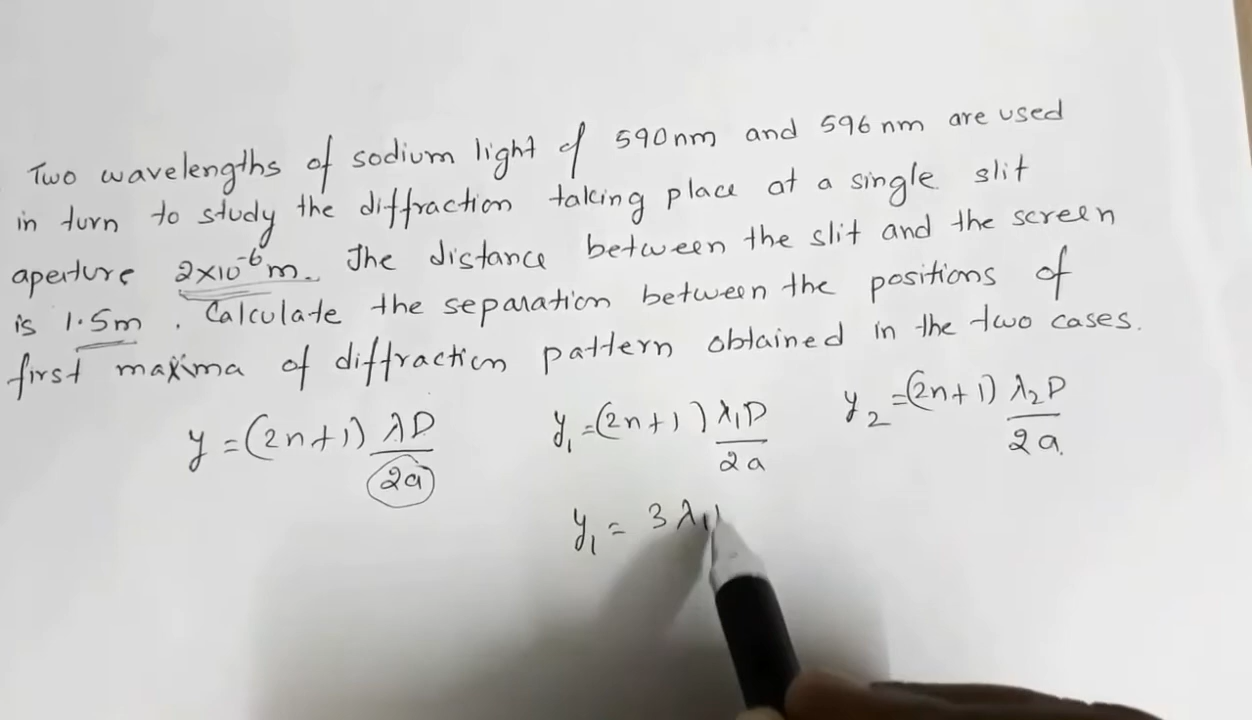 Two wavelengths of sodium light of 590nm and 596nm are used
in turn to study the diffraction taking place at a single slit
aperture 2×10⁻⁶m. The distance between the slit and the screen
is 1.5m. Calculate the separation between the positions of
first maxima of diffraction pattern obtained in the two cases.
y = (2n+1) λD/2a y₁ = (2n+1) λ₁D/2a y₂ = (2n+1) λ₂D/2a
y₁ = 3λ₁